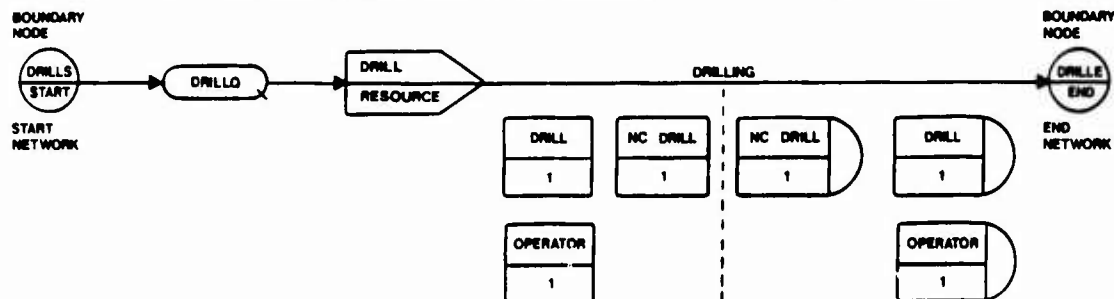 BOUNDARY
NODE
DRILLS
START
START
NETWORK
DRILLQ
DRILL
RESOURCE
DRILLING
BOUNDARY
NODE
DRILLE
END
END
NETWORK
DRILL
1
NC DRILL
1
NC DRILL
1
DRILL
1
OPERATOR
1
OPERATOR
1